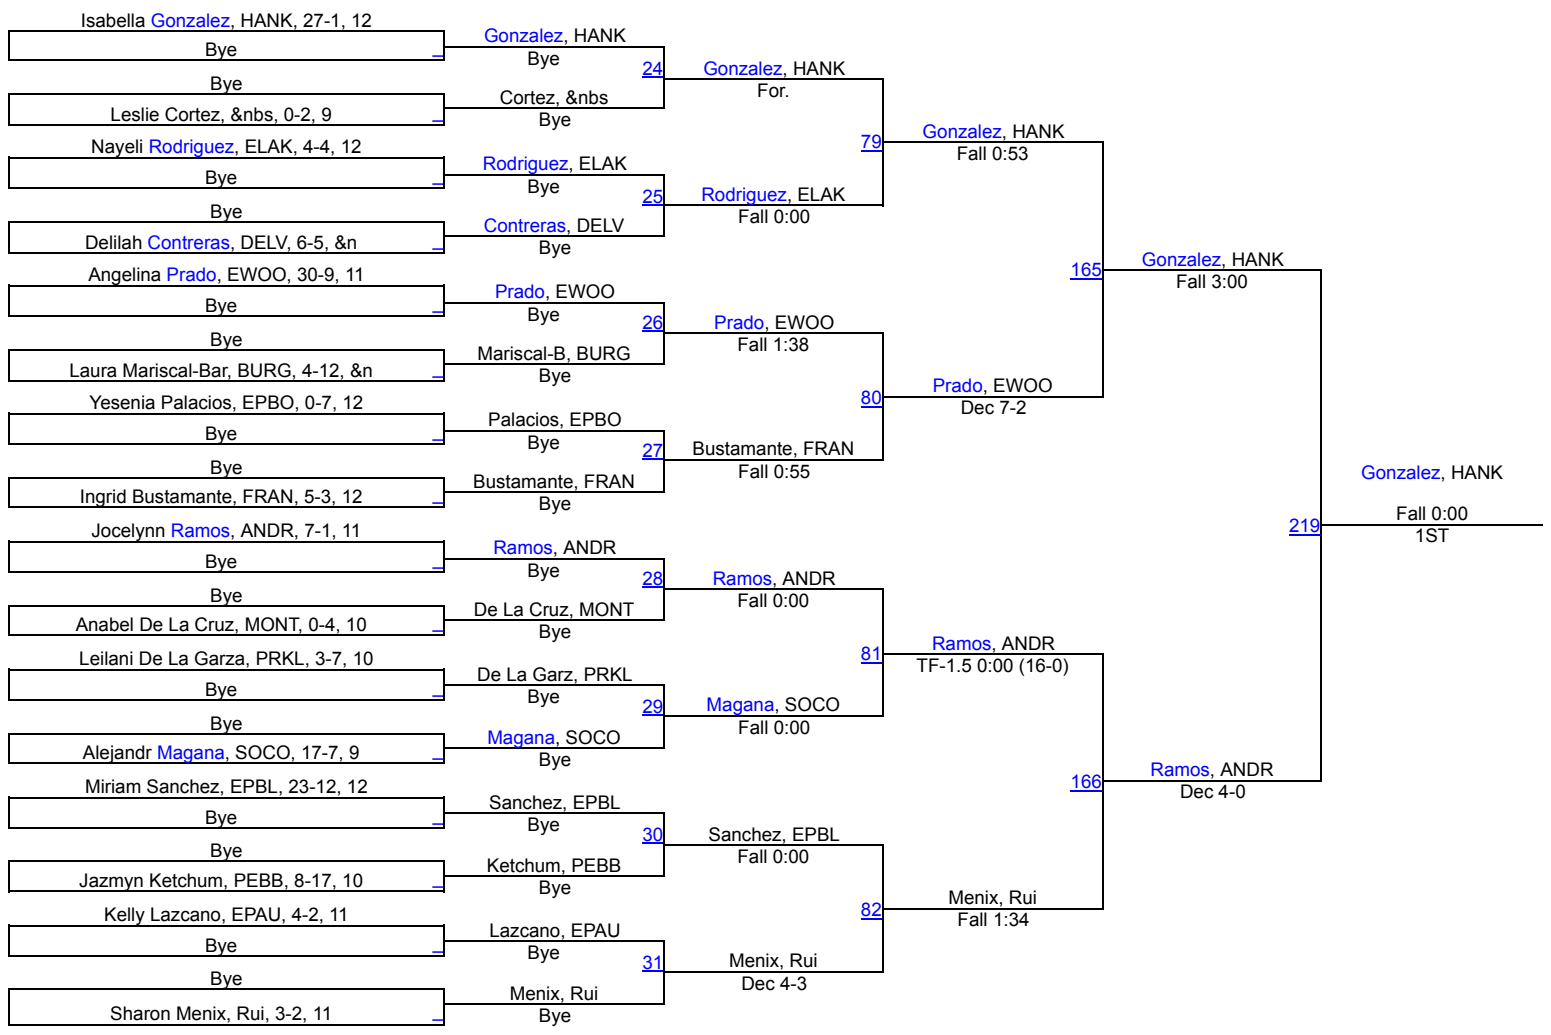 Isabella Gonzalez, HANK, 27-1, 12
Bye
Bye
Leslie Cortez, &nbs, 0-2, 9
Nayeli Rodriguez, ELAK, 4-4, 12
Bye
Bye
Delilah Contreras, DELV, 6-5, &n
Angelina Prado, EWOO, 30-9, 11
Bye
Bye
Laura Mariscal-Bar, BURG, 4-12, &n
Yesenia Palacios, EPBO, 0-7, 12
Bye
Bye
Ingrid Bustamante, FRAN, 5-3, 12
Jocelynn Ramos, ANDR, 7-1, 11
Bye
Bye
Anabel De La Cruz, MONT, 0-4, 10
Leilani De La Garza, PRKL, 3-7, 10
Bye
Bye
Alejandr Magana, SOCO, 17-7, 9
Miriam Sanchez, EPBL, 23-12, 12
Bye
Bye
Jazmyn Ketchum, PEBB, 8-17, 10
Kelly Lazcano, EPAU, 4-2, 11
Bye
Bye
Sharon Menix, Rui, 3-2, 11
Gonzalez, HANK
Bye
24
Cortez, &nbs
Bye
Rodriguez, ELAK
Bye
25
Contreras, DELV
Bye
Prado, EWOO
Bye
26
Mariscal-B, BURG
Bye
Palacios, EPBO
Bye
27
Bustamante, FRAN
Bye
Ramos, ANDR
Bye
28
De La Cruz, MONT
Bye
De La Garz, PRKL
Bye
29
Magana, SOCO
Bye
Sanchez, EPBL
Bye
30
Ketchum, PEBB
Bye
Lazcano, EPAU
Bye
31
Menix, Rui
Bye
Gonzalez, HANK
For.
79
Rodriguez, ELAK
Fall 0:00
Prado, EWOO
Fall 1:38
80
Bustamante, FRAN
Fall 0:55
Ramos, ANDR
Fall 0:00
81
Magana, SOCO
Fall 0:00
Sanchez, EPBL
Fall 0:00
82
Menix, Rui
Dec 4-3
Gonzalez, HANK
Fall 0:53
165
Prado, EWOO
Dec 7-2
Ramos, ANDR
TF-1.5 0:00 (16-0)
166
Menix, Rui
Fall 1:34
Gonzalez, HANK
Fall 3:00
219
Ramos, ANDR
Dec 4-0
Gonzalez, HANK
Fall 0:00
1ST